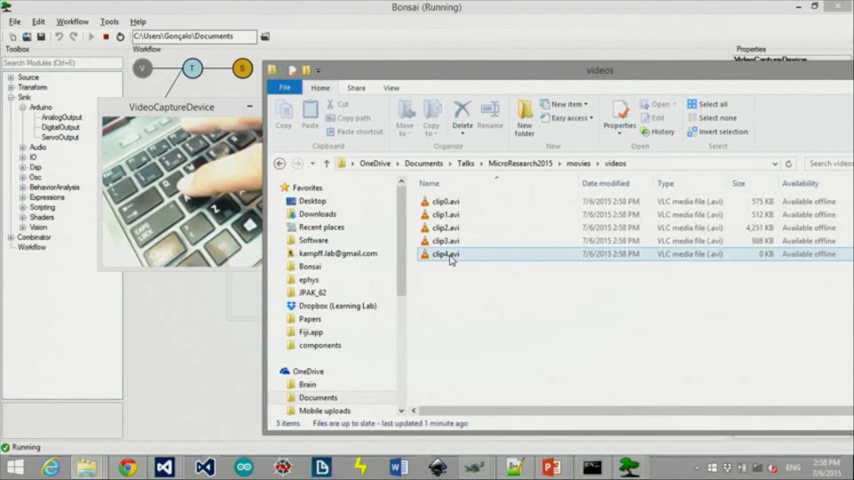 Bonsai (Running)
File Edit Workflow Tools Help
C:\Users\Gonçalo\Documents
Toolbox
Workflow
Properties
Search Modules (Ctrl+E)
V T S
VideoCaptureDevice
Source
Transform
Sink
Arduino
AnalogOutput
DigitalOutput
ServoOutput
Audio
IO
Dsp
Osc
BehaviorAnalysis
Expressions
Scripting
Shaders
Vision
Combinator
Workflow
VideoCaptureDevice
videos
File Home Share View
Copy
Paste
Cut
Copy path
Paste shortcut
Move to
Copy to
Delete
Rename
New folder
New item
Easy access
Properties
Open
Edit
History
Select all
Select none
Invert selection
Clipboard
Organize
New
Open
Select
OneDrive Documents Talks MicroResearch2015 movies videos
Search videos
Name Date modified Type Size Availability
clip0.avi 7/6/2015 2:58 PM VLC media file (.avi) 575 KB Available offline
clip1.avi 7/6/2015 2:58 PM VLC media file (.avi) 512 KB Available offline
clip2.avi 7/6/2015 2:58 PM VLC media file (.avi) 4,251 KB Available offline
clip3.avi 7/6/2015 2:58 PM VLC media file (.avi) 986 KB Available offline
clip4.avi 7/6/2015 2:58 PM VLC media file (.avi) 0 KB Available offline
Favorites
Desktop
Downloads
Recent places
Software
kampff.lab@gmail.com
Bonsai
ephys
JPAK_62
Dropbox (Learning Lab)
Papers
Fiji.app
components
OneDrive
Brain
Documents
Mobile uploads
5 items Files are up to date - last updated 1 minute ago
Running
ENG
2:58 PM
7/6/2015